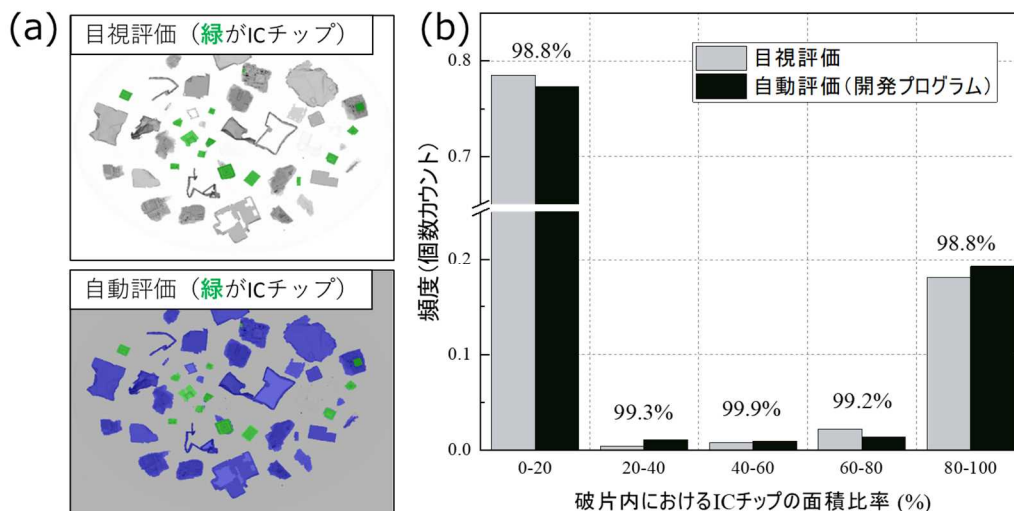 (a)
目視評価（緑がICチップ）
自動評価（緑がICチップ）
(b)
98.8%
目視評価
自動評価(開発プログラム)
0.8
0.7
0.2
0.1
0.0
頻度(個数カウント)
99.3%
99.9%
99.2%
98.8%
0-20
20-40
40-60
60-80
80-100
破片内におけるICチップの面積比率 (%)